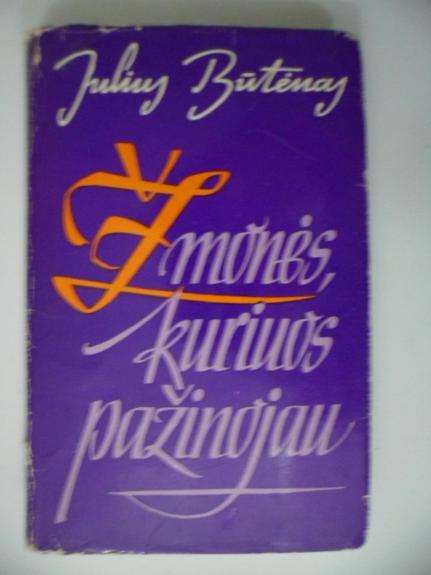 Julius Būtėnas
Žmonės,
kuriuos
pažinojau